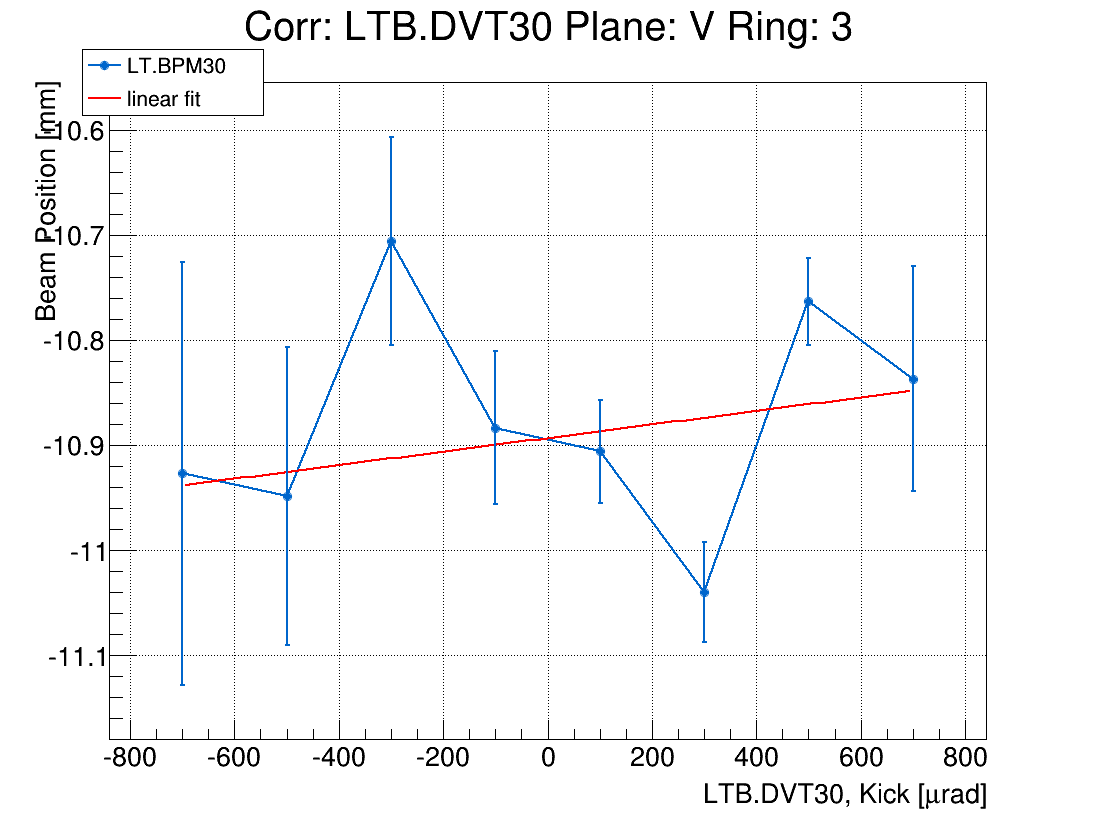 Corr: LTB.DVT30 Plane: V Ring: 3
LT.BPM30
linear fit
Beam Position [mm]
-10.6
-10.7
-10.8
-10.9
-11
-11.1
-800 -600 -400 -200 0 200 400 600 800
LTB.DVT30, Kick [μrad]